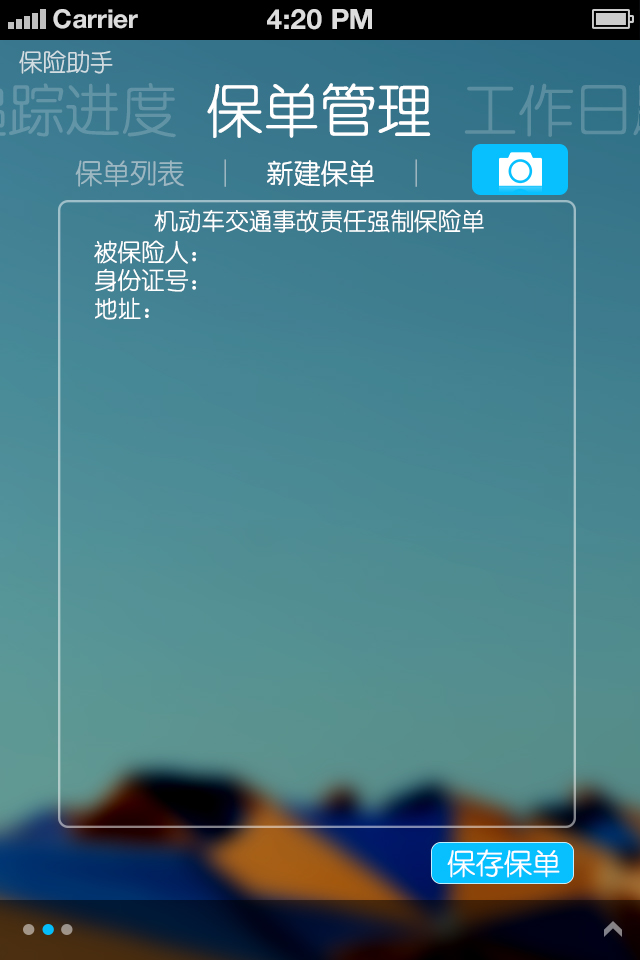 Carrier 4:20 PM
保险助手
追踪进度 保单管理 工作日
保单列表 | 新建保单 |
机动车交通事故责任强制保险单
被保险人：
身份证号：
地址：
保存保单